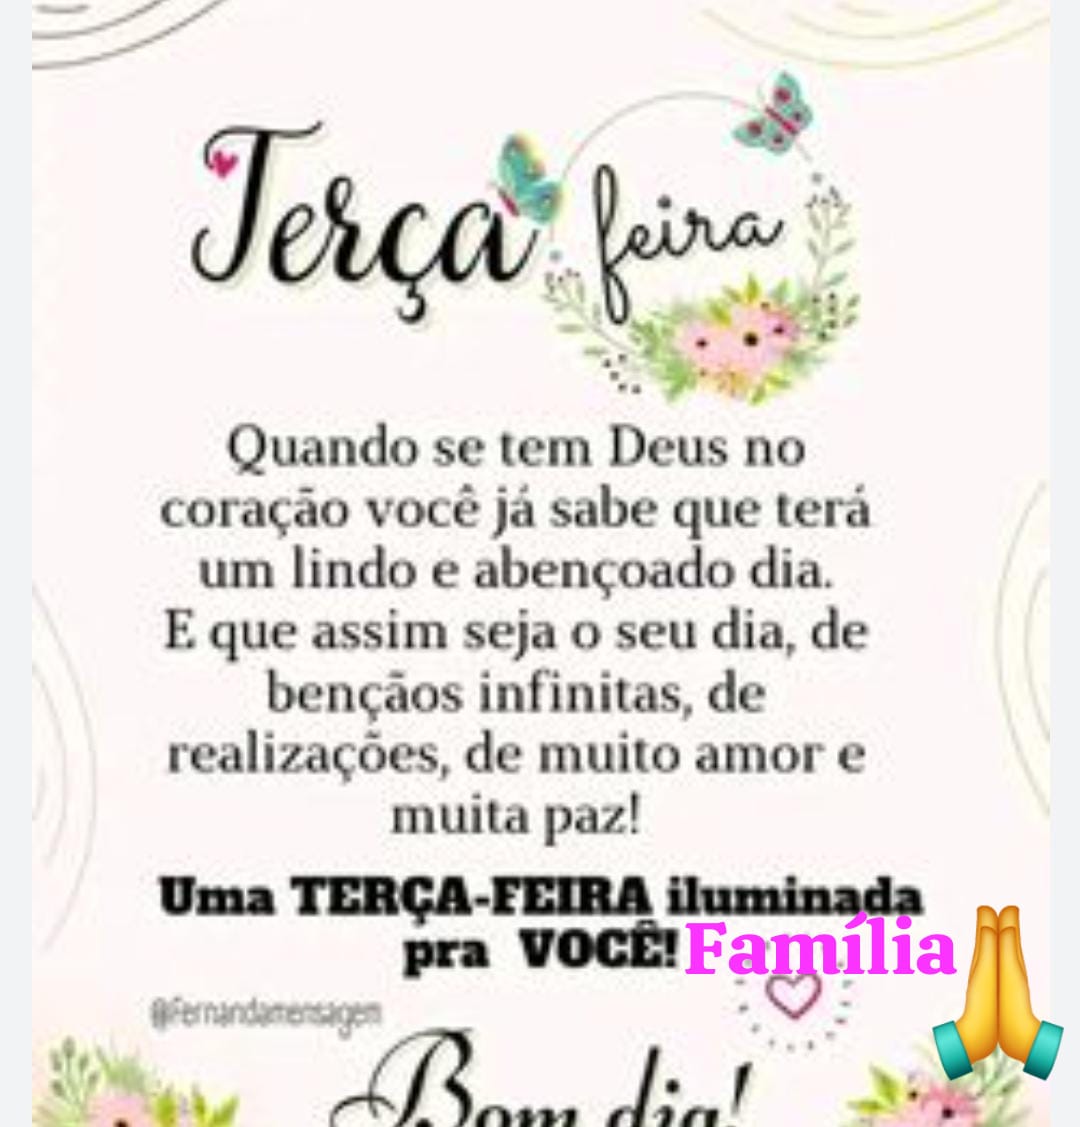 Terça feira
Quando se tem Deus no
coração você já sabe que terá
um lindo e abençoado dia.
E que assim seja o seu dia, de
bençãos infinitas, de
realizações, de muito amor e
muita paz!
Uma TERÇA-FEIRA iluminada
pra VOCÊ! Família
@fernandamensagem
Bom dia!